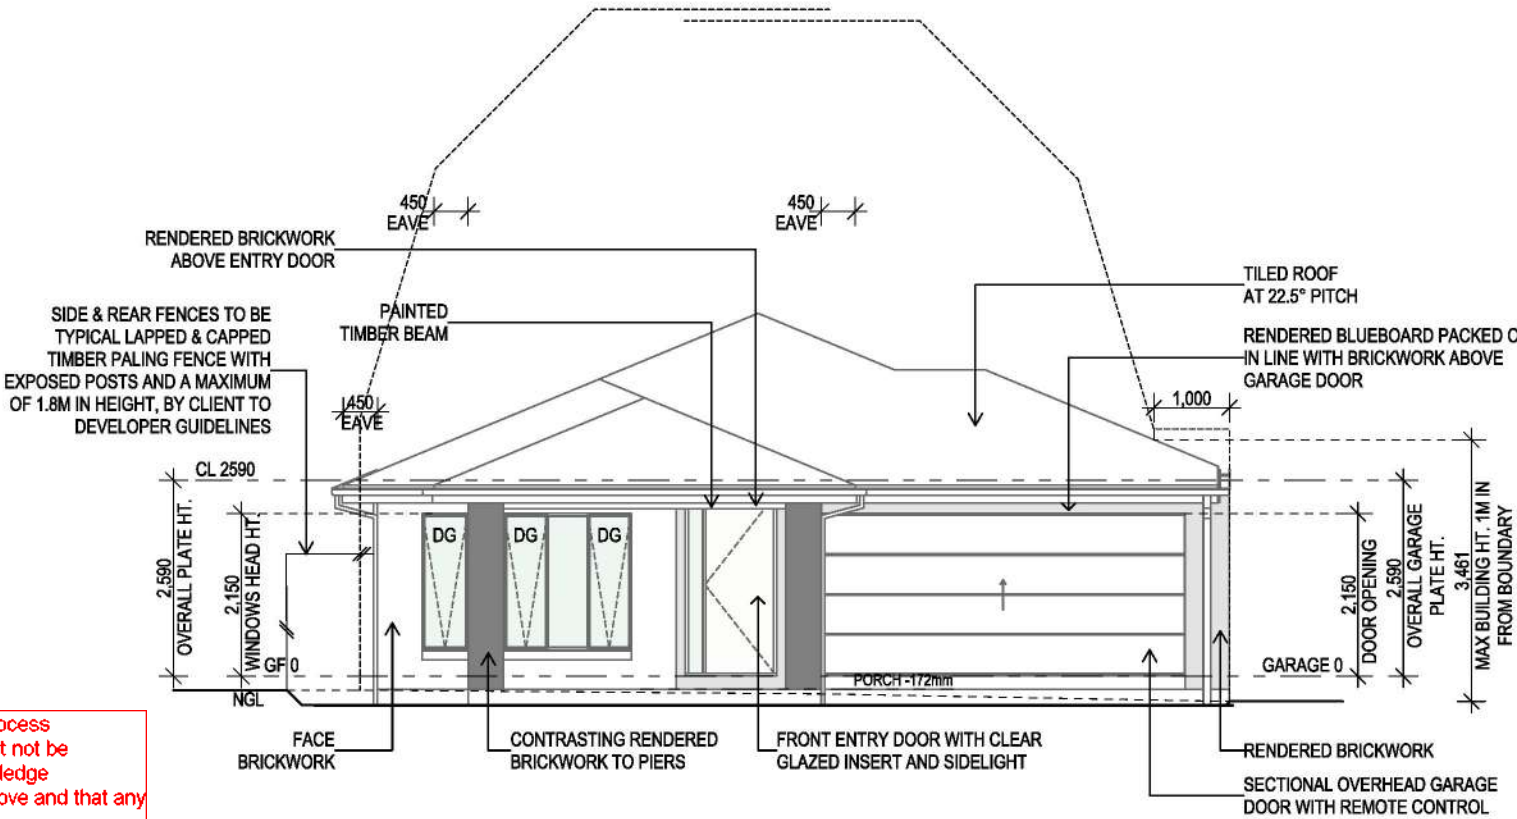 450
EAVE
450
EAVE
RENDERED BRICKWORK
ABOVE ENTRY DOOR
TILED ROOF
AT 22.5° PITCH
SIDE & REAR FENCES TO BE
TYPICAL LAPPED & CAPPED
TIMBER PALING FENCE WITH
EXPOSED POSTS AND A MAXIMUM
OF 1.8M IN HEIGHT, BY CLIENT TO
DEVELOPER GUIDELINES
PAINTED
TIMBER BEAM
RENDERED BLUEBOARD PACKED O
IN LINE WITH BRICKWORK ABOVE
GARAGE DOOR
450
EAVE
1,000
CL 2590
2,590
OVERALL PLATE HT.
2,150
WINDOWS HEAD HT.
DG
DG
DG
2,150
DOOR OPENING
2,590
OVERALL GARAGE
PLATE HT.
3,461
MAX BUILDING HT. 1M IN
FROM BOUNDARY
GF 0
GARAGE 0
PORCH -172mm
NGL
FACE
BRICKWORK
CONTRASTING RENDERED
BRICKWORK TO PIERS
FRONT ENTRY DOOR WITH CLEAR
GLAZED INSERT AND SIDELIGHT
RENDERED BRICKWORK
SECTIONAL OVERHEAD GARAGE
DOOR WITH REMOTE CONTROL
ocess
t not be
ledge
ove and that any